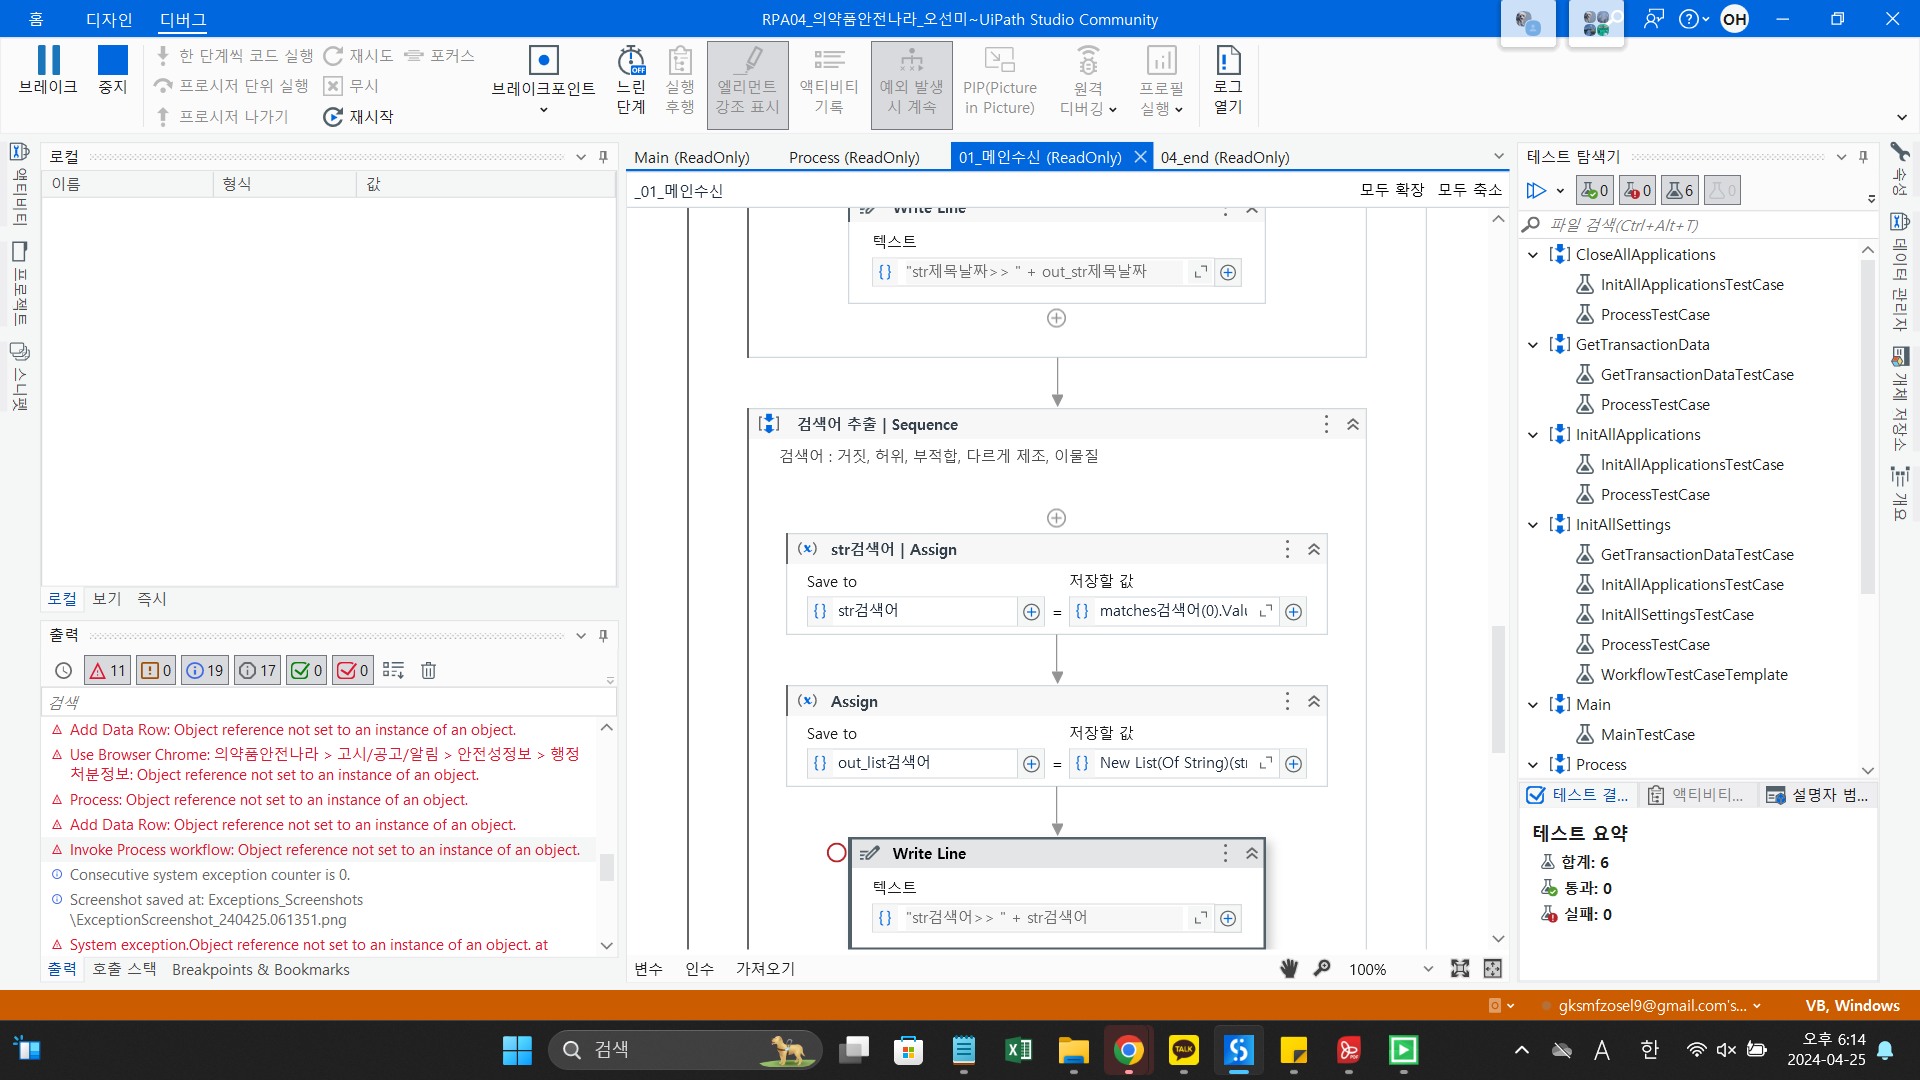 홈 디자인 디버그
RPA04_의약품안전나라_오선미~UiPath Studio Community
OH
브레이크
중지
한 단계씩 코드 실행
프로시저 단위 실행
프로시저 나가기
재시도
무시
재시작
포커스
브레이크포인트
느린
단계
OFF
실행
후행
엘리먼트
강조 표시
액티비티
기록
예외 발생
시 계속
PIP(Picture
in Picture)
원격
디버깅
프로필
실행
로그
열기
액티비티
프로젝트
스니펫
로컬
이름 형식 값
로컬 보기 즉시
출력
11 0 19 17 0 0
검색
Add Data Row: Object reference not set to an instance of an object.
Use Browser Chrome: 의약품안전나라 > 고시/공고/알림 > 안전성정보 > 행정
처분정보: Object reference not set to an instance of an object.
Process: Object reference not set to an instance of an object.
Add Data Row: Object reference not set to an instance of an object.
Invoke Process workflow: Object reference not set to an instance of an object.
Consecutive system exception counter is 0.
Screenshot saved at: Exceptions_Screenshots
\ExceptionScreenshot_240425.061351.png
System exception.Object reference not set to an instance of an object. at
출력 호출 스택 Breakpoints & Bookmarks
Main (ReadOnly) Process (ReadOnly) 01_메인수신 (ReadOnly) 04_end (ReadOnly)
_01_메인수신 모두 확장 모두 축소
Write Line
텍스트
"str제목날짜>> " + out_str제목날짜
검색어 추출 | Sequence
검색어 : 거짓, 허위, 부적합, 다르게 제조, 이물질
str검색어 | Assign
Save to 저장할 값
str검색어 = matches검색어(0).Valu
Assign
Save to 저장할 값
out_list검색어 = New List(Of String)(str
Write Line
텍스트
"str검색어>> " + str검색어
변수 인수 가져오기 100%
테스트 탐색기
0 0 6 0
파일 검색(Ctrl+Alt+T)
CloseAllApplications
InitAllApplicationsTestCase
ProcessTestCase
GetTransactionData
GetTransactionDataTestCase
ProcessTestCase
InitAllApplications
InitAllApplicationsTestCase
ProcessTestCase
InitAllSettings
GetTransactionDataTestCase
InitAllApplicationsTestCase
InitAllSettingsTestCase
ProcessTestCase
WorkflowTestCaseTemplate
Main
MainTestCase
Process
테스트 결... 액티비티... 설명자 범...
테스트 요약
합계: 6
통과: 0
실패: 0
속성
데이터 관리자
개체 저장소
개요
gksmfzosel9@gmail.com's... VB, Windows
검색
TALK
A 한
오후 6:14
2024-04-25